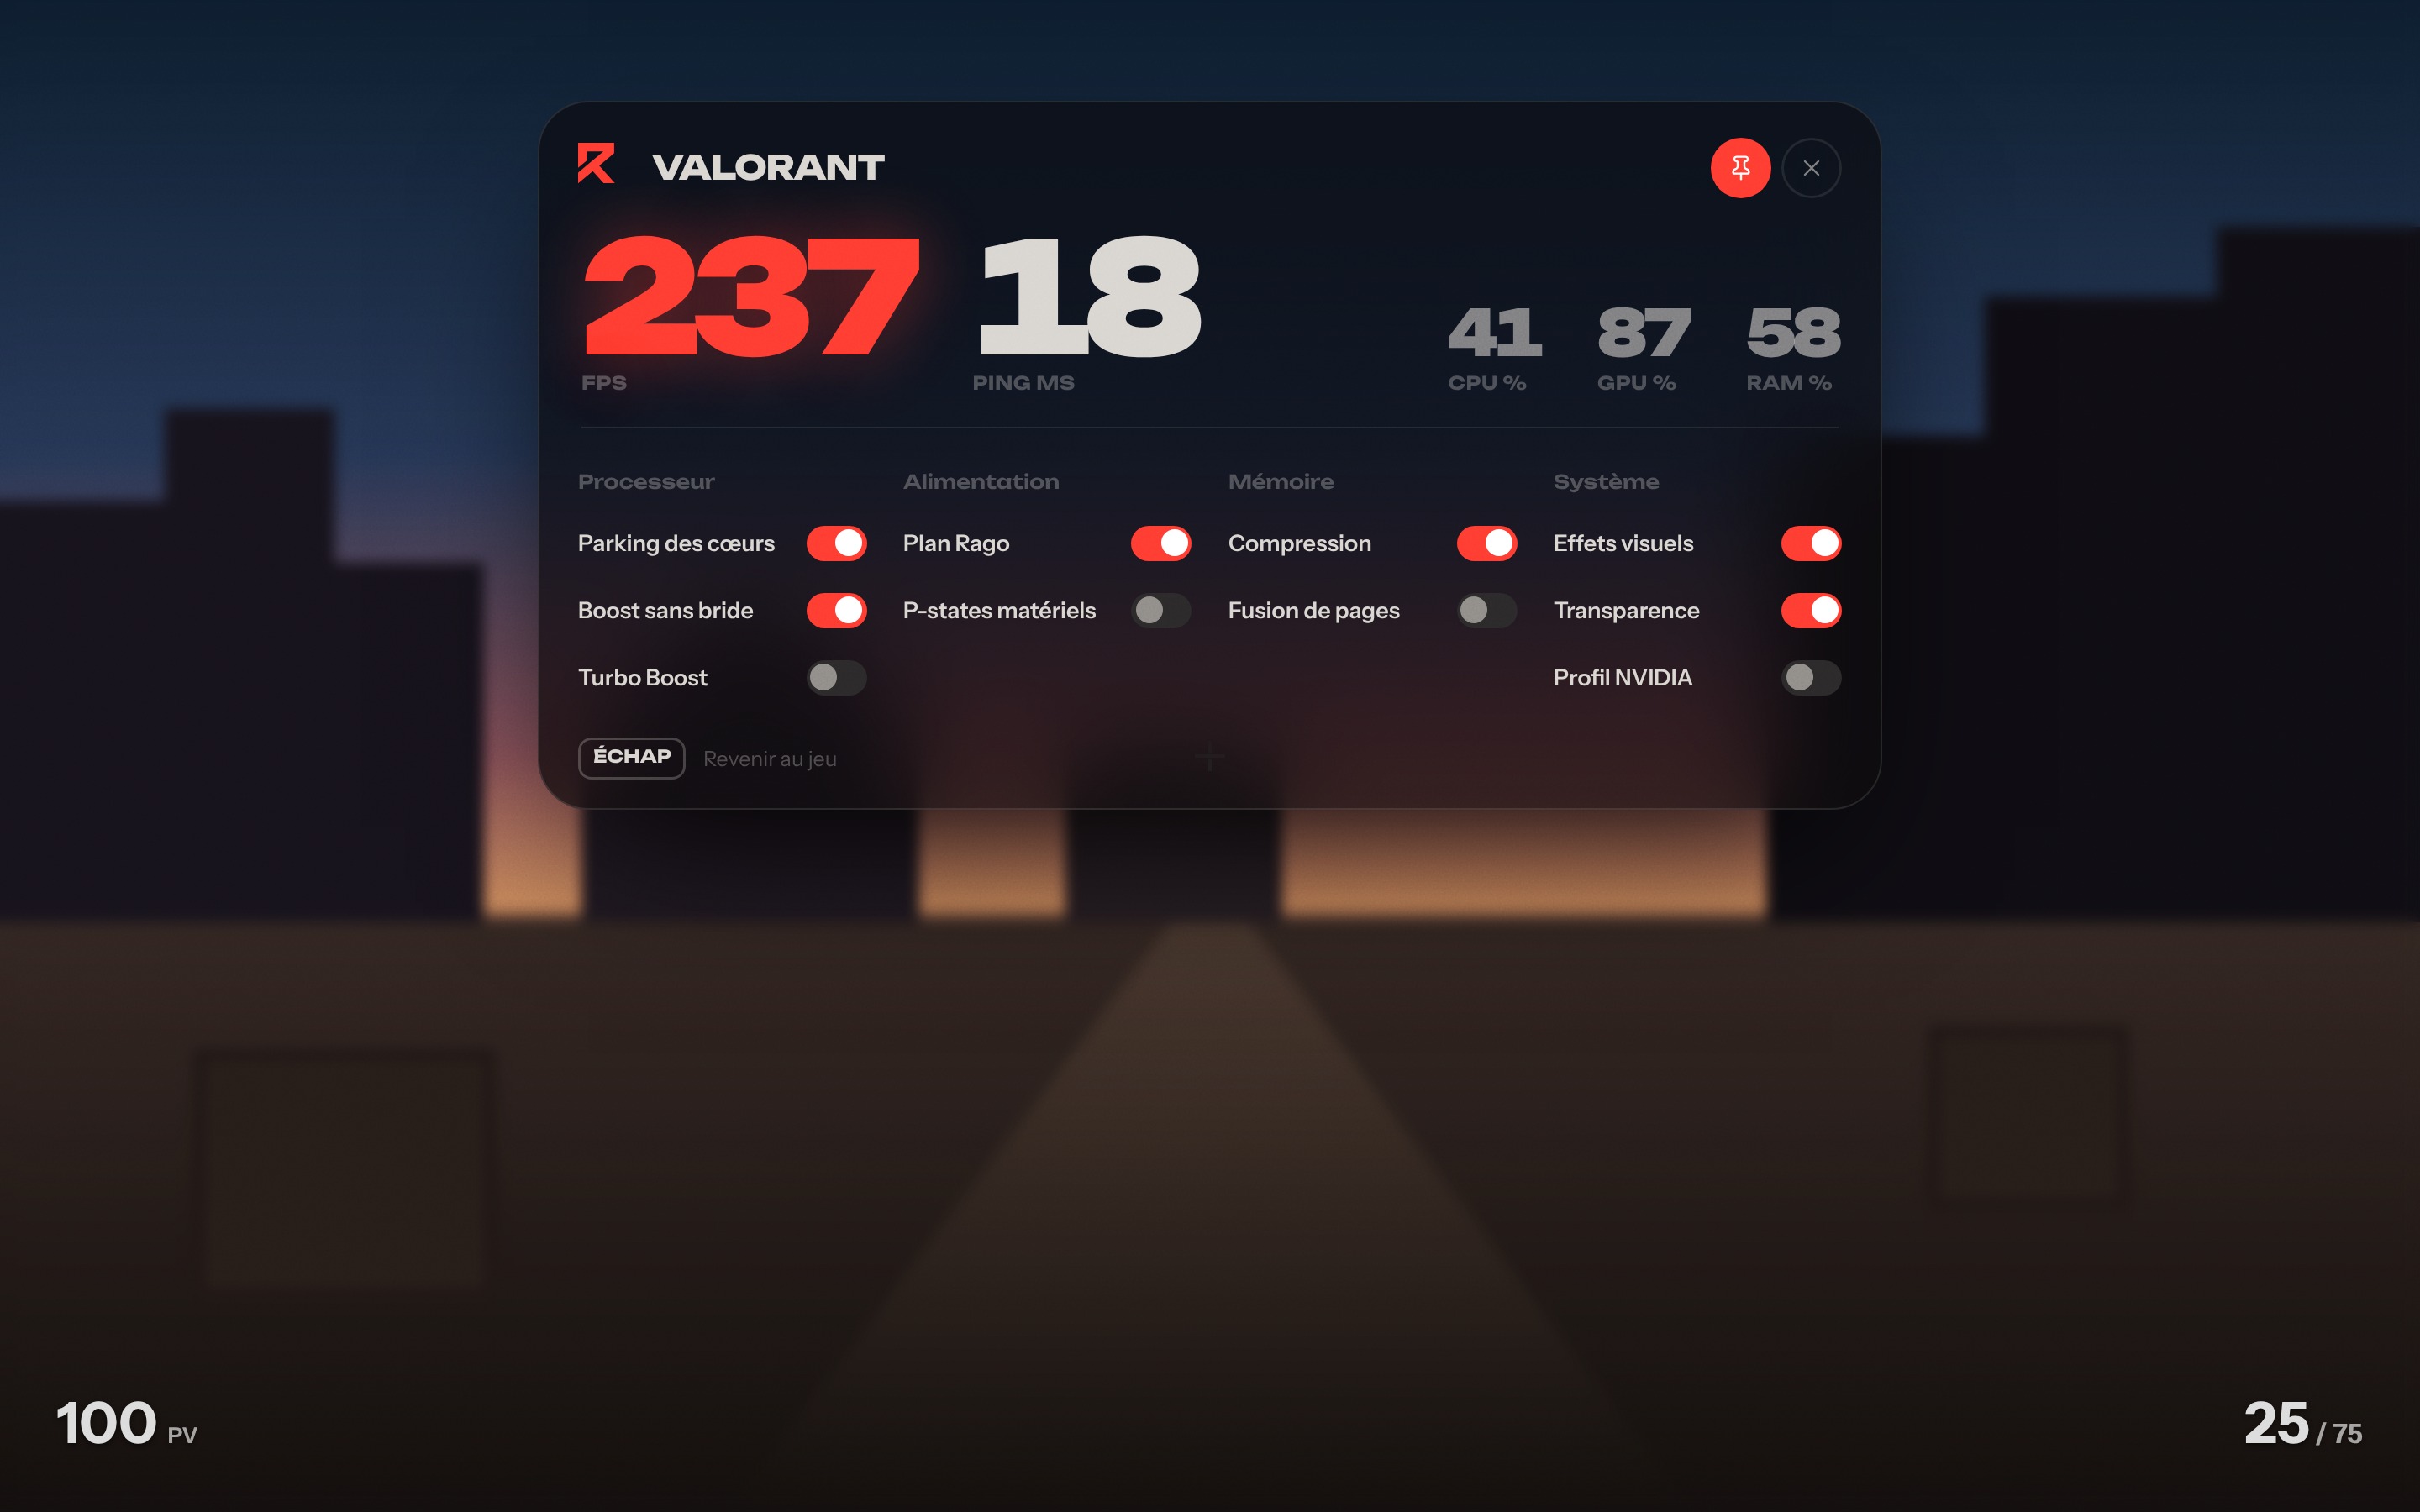 VALORANT
237 18 41 87 58
FPS PING MS CPU % GPU % RAM %
Processeur Alimentation Mémoire Système
Parking des cœurs Plan Rago Compression Effets visuels
Boost sans bride P-states matériels Fusion de pages Transparence
Turbo Boost Profil NVIDIA
ÉCHAP Revenir au jeu
100 PV 25 / 75